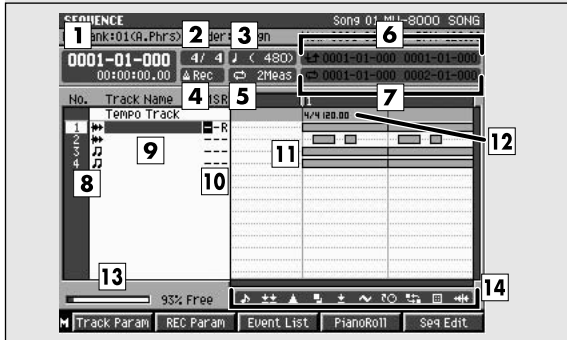 SEQUENCE Song 01 MV-8000 SONG
ank:01(A.Phrs)
1 2 3 6
0001-01-000 4/ 4 ♩ ( 480) 0001-01-000 0001-01-000
00:00:00.00 Rec 2Meas 0001-01-000 0002-01-000
4 5 7
No. Track Name MSR 1
Tempo Track 4/4 120.00
1 --R
2 ---
3 ---
4 ---
12
9 11
8 10
13 14
93% Free
M Track Param REC Param Event List PianoRoll Seq Edit